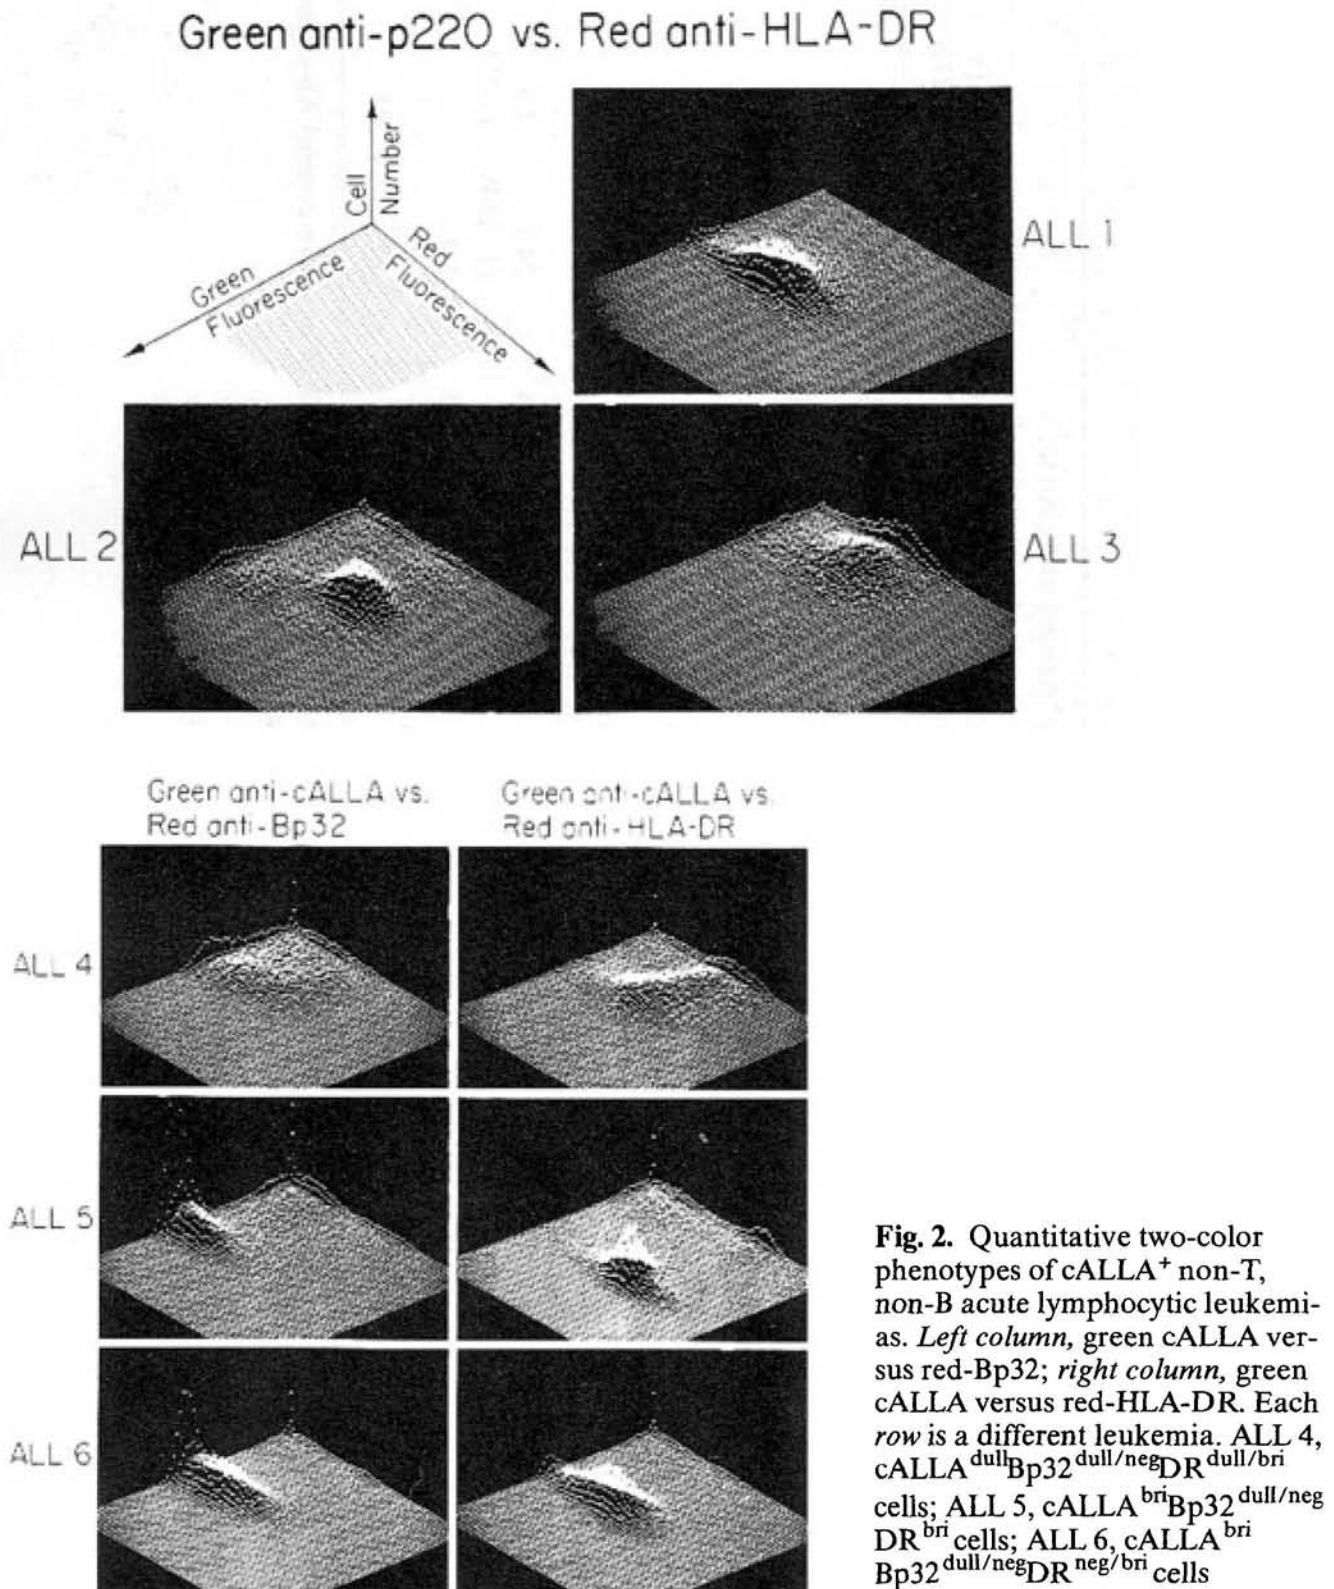 Green anti-p220 vs. Red anti-HLA-DR
Cell
Number
Green
Fluorescence
Red
Fluorescence
ALL 1
ALL 2
ALL 3
Green anti-cALLA vs.
Red anti-Bp32
Green anti-cALLA vs.
Red anti-HLA-DR
ALL 4
ALL 5
ALL 6
Fig. 2. Quantitative two-color
phenotypes of cALLA⁺ non-T,
non-B acute lymphocytic leukemi-
as. Left column, green cALLA ver-
sus red-Bp32; right column, green
cALLA versus red-HLA-DR. Each
row is a different leukemia. ALL 4,
cALLA^dull Bp32^dull/neg DR^dull/bri
cells; ALL 5, cALLA^bri Bp32^dull/neg
DR^bri cells; ALL 6, cALLA^bri
Bp32^dull/neg DR^neg/bri cells